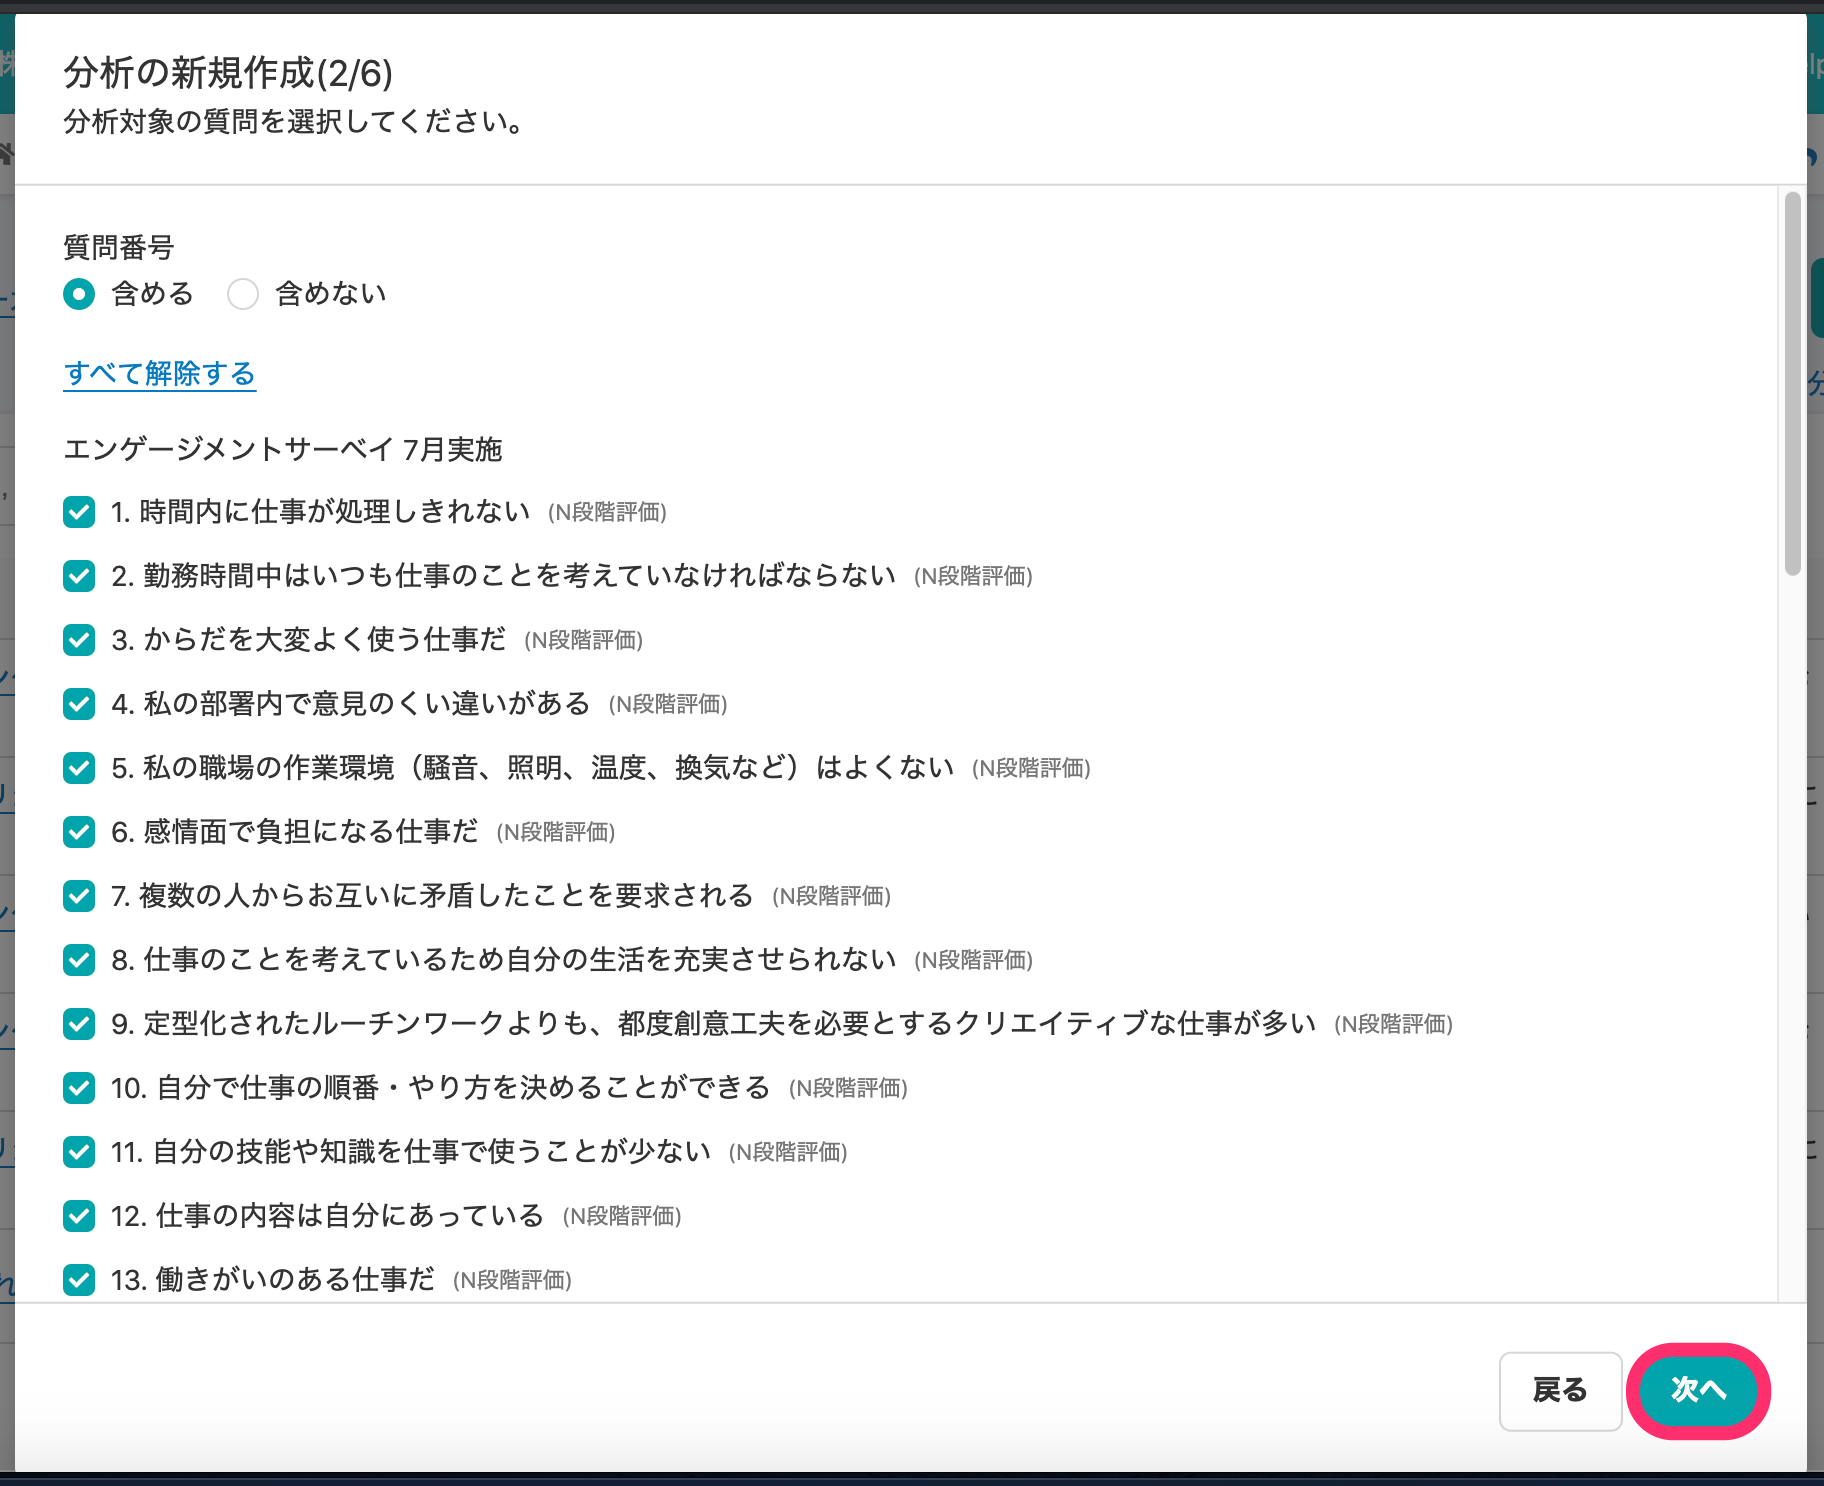 分析の新規作成(2/6)
分析対象の質問を選択してください。
質問番号
含める 含めない
すべて解除する
エンゲージメントサーベイ 7月実施
1. 時間内に仕事が処理しきれない (N段階評価)
2. 勤務時間中はいつも仕事のことを考えていなければならない (N段階評価)
3. からだを大変よく使う仕事だ (N段階評価)
4. 私の部署内で意見のくい違いがある (N段階評価)
5. 私の職場の作業環境（騒音、照明、温度、換気など）はよくない (N段階評価)
6. 感情面で負担になる仕事だ (N段階評価)
7. 複数の人からお互いに矛盾したことを要求される (N段階評価)
8. 仕事のことを考えているため自分の生活を充実させられない (N段階評価)
9. 定型化されたルーチンワークよりも、都度創意工夫を必要とするクリエイティブな仕事が多い (N段階評価)
10. 自分で仕事の順番・やり方を決めることができる (N段階評価)
11. 自分の技能や知識を仕事で使うことが少ない (N段階評価)
12. 仕事の内容は自分にあっている (N段階評価)
13. 働きがいのある仕事だ (N段階評価)
戻る 次へ